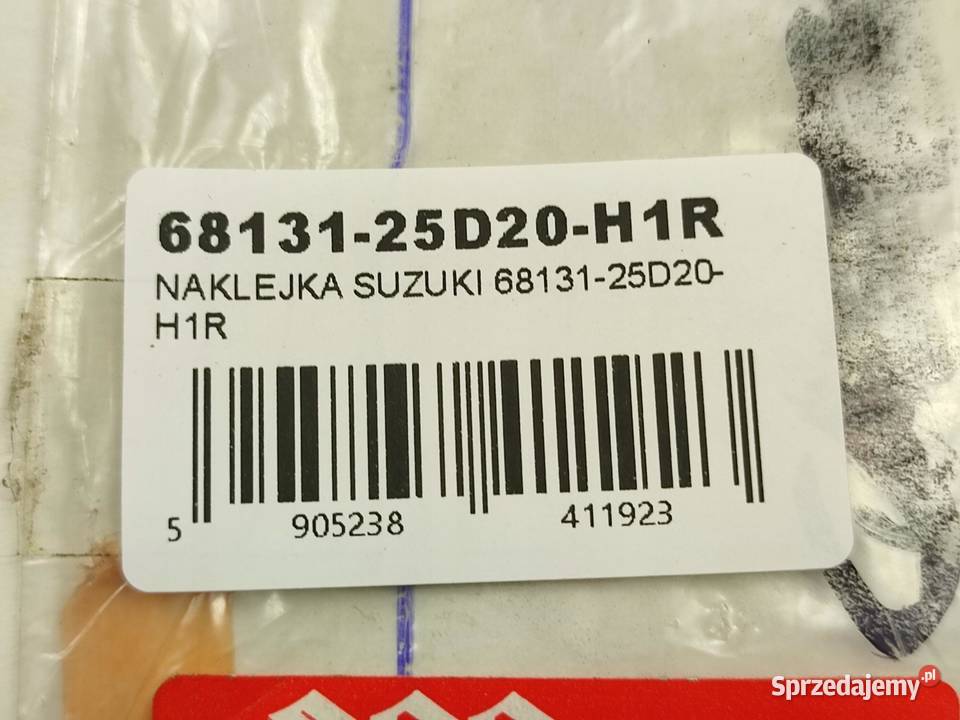 68131-25D20-H1R
NAKLEJKA SUZUKI 68131-25D20-
H1R
5 905238 411923
Sprzedajemy.pl